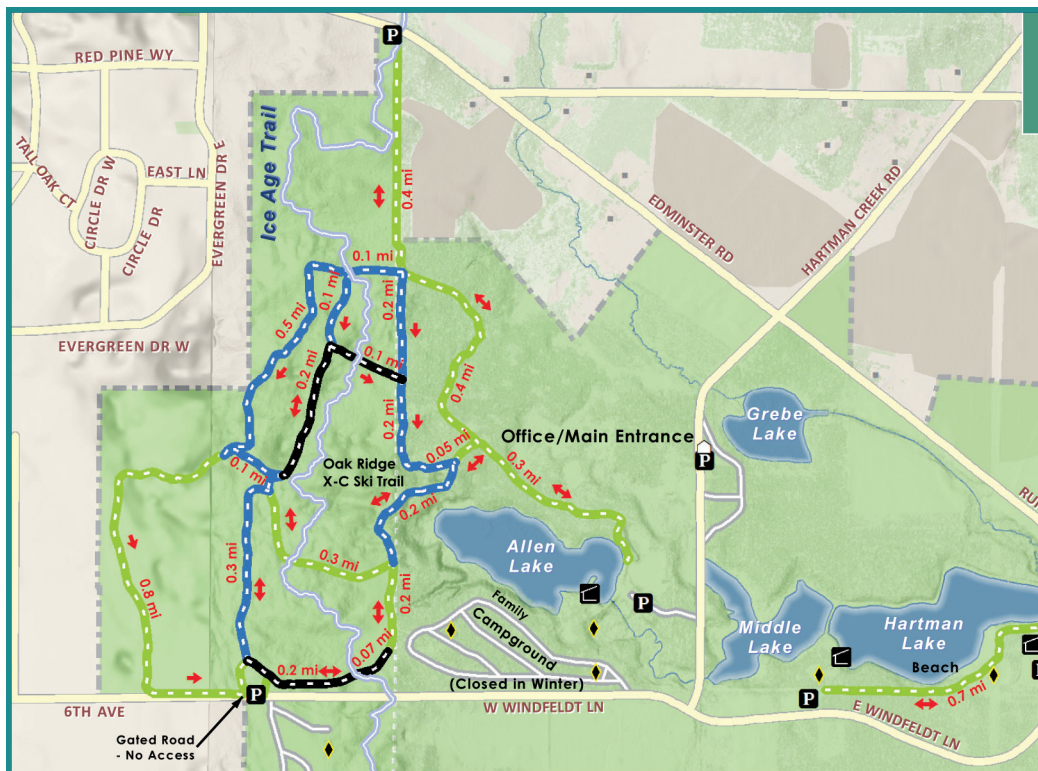 P
RED PINE WY
Ice Age Trail
TALL OAK CT
CIRCLE DR W
EAST LN
CIRCLE DR
EVERGREEN DR E
0.4 mi
EDMINSTER RD
HARTMAN CREEK RD
0.1 mi
0.1 mi
0.2 mi
0.5 mi
EVERGREEN DR W
0.1 mi
0.2 mi
0.4 mi
0.2 mi
Grebe
Lake
Office/Main Entrance
P
0.05 mi
0.3 mi
0.1 mi
Oak Ridge
X-C Ski Trail
0.2 mi
RU
Allen
Lake
0.3 mi
0.3 mi
0.2 mi
0.8 mi
P
Family
Campground
(Closed in Winter)
Middle
Lake
Hartman
Lake
Beach
0.07 mi
0.2 mi
P
P
0.7 mi
6TH AVE
W WINDFELDT LN
E WINDFELDT LN
Gated Road
- No Access